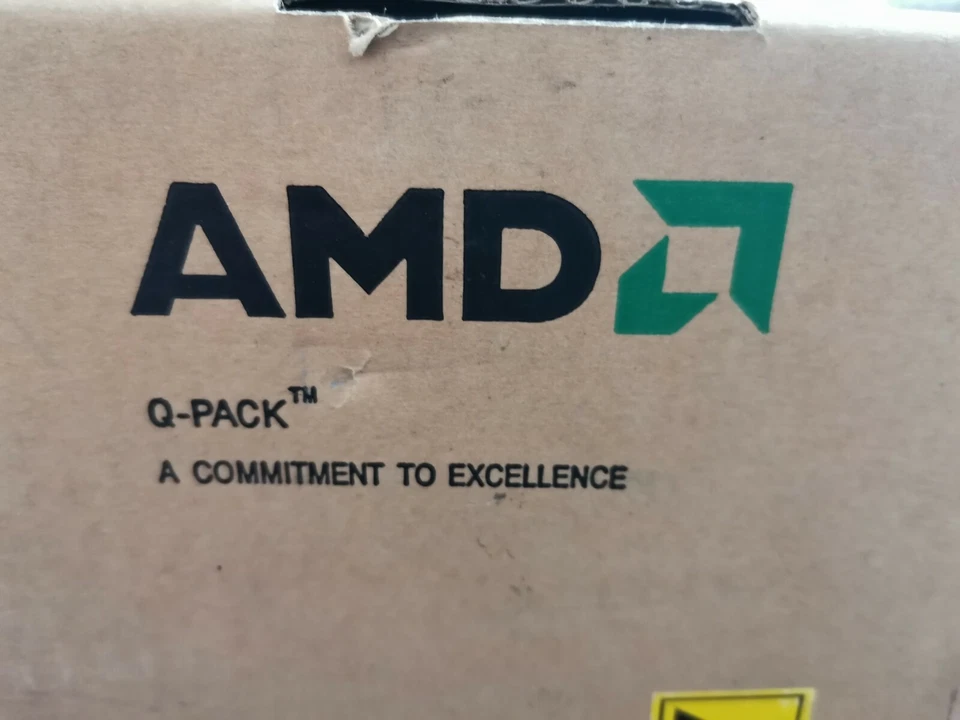 AMD
Q-PACK™
A COMMITMENT TO EXCELLENCE